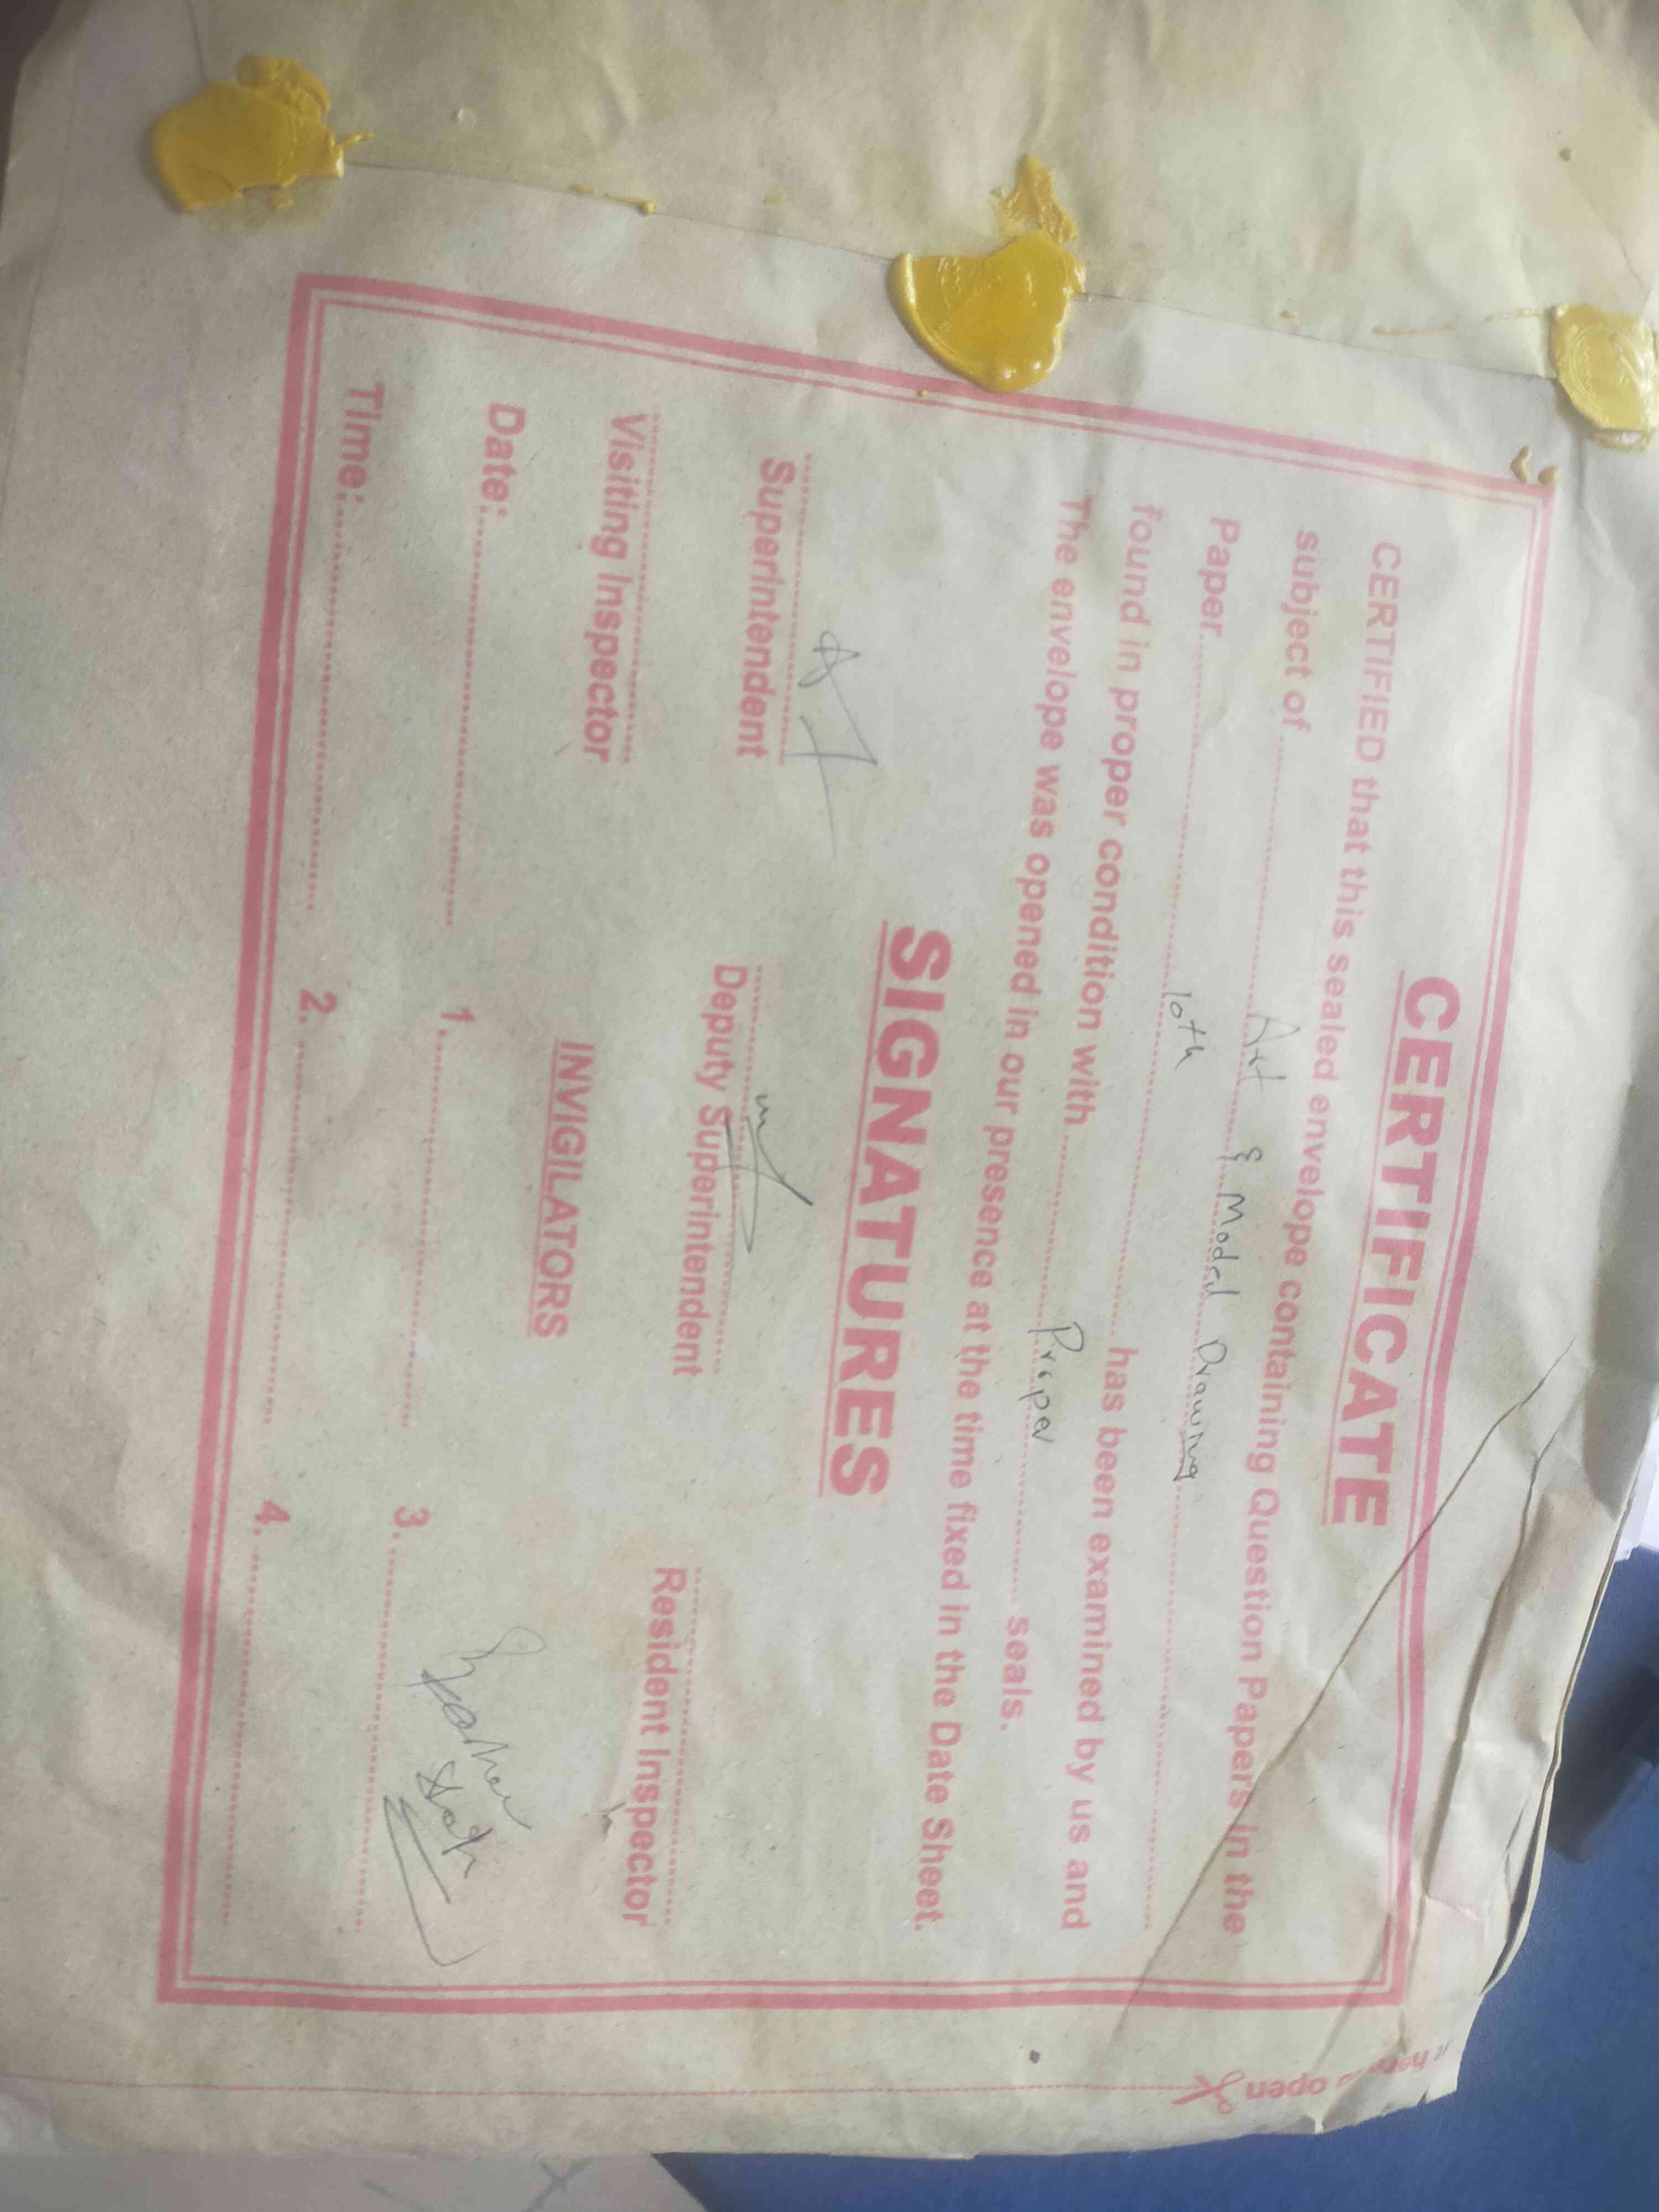 CERTIFICATE
CERTIFIED that this sealed envelope containing Question Papers in the
subject of Art & Model Drawing
Paper 10th has been examined by us and
found in proper condition with Proper seals.
The envelope was opened in our presence at the time fixed in the Date Sheet.
SIGNATURES
Superintendent Deputy Superintendent Resident Inspector
Visiting Inspector INVIGILATORS
Date: 1. 3.
Time: 2. 4.
open